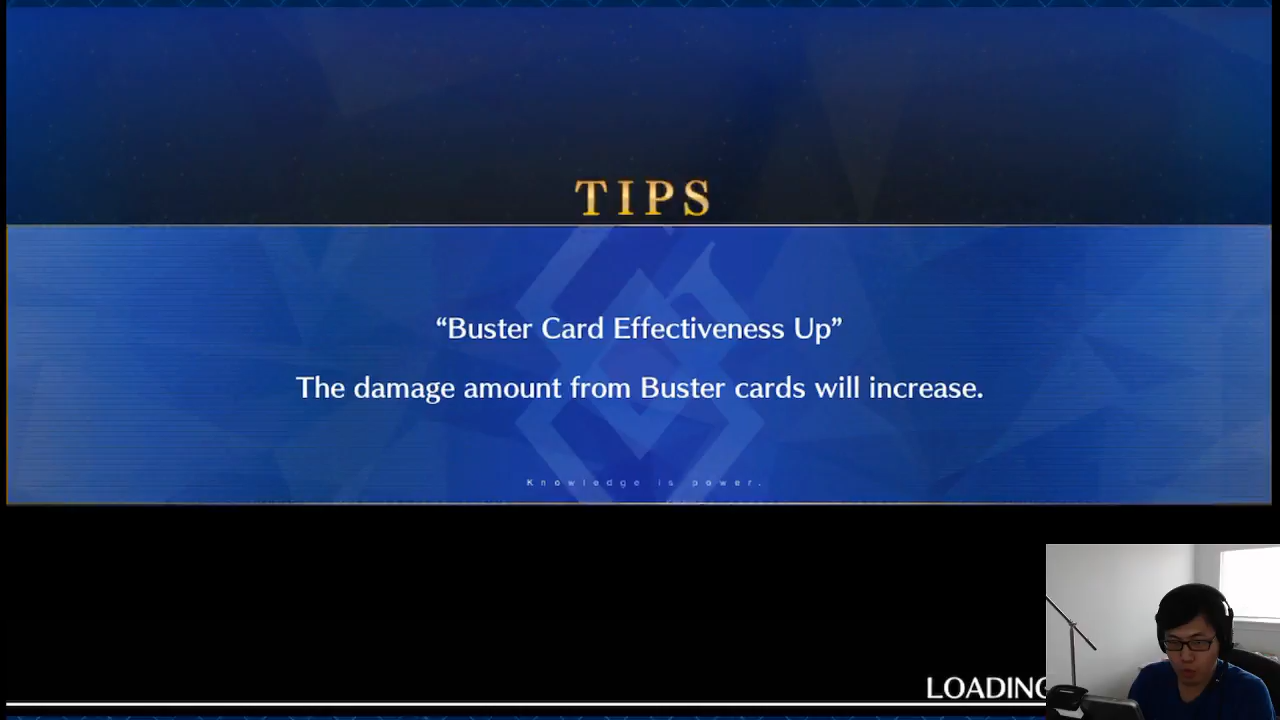 TIPS
“Buster Card Effectiveness Up”
The damage amount from Buster cards will increase.
Knowledge is power.
LOADING